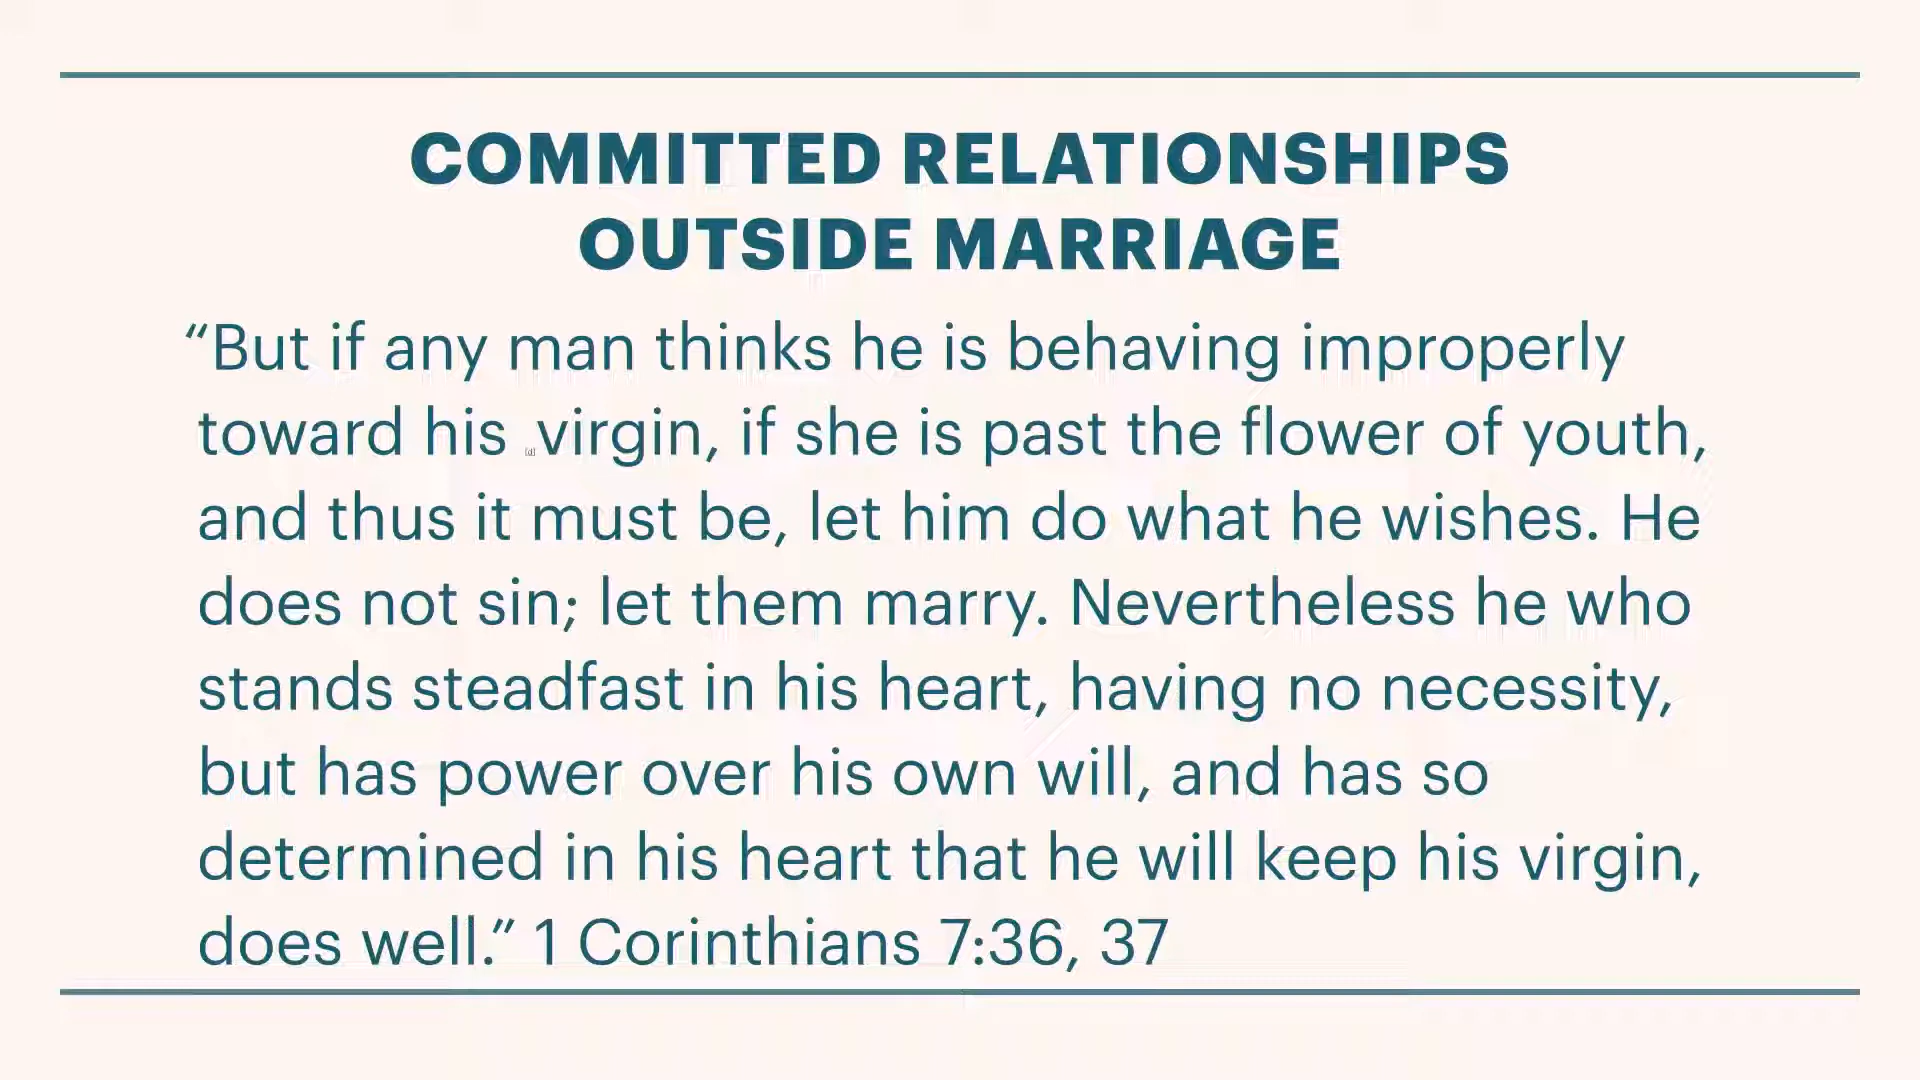 COMMITTED RELATIONSHIPS
OUTSIDE MARRIAGE
“But if any man thinks he is behaving improperly
toward his [d]virgin, if she is past the flower of youth,
and thus it must be, let him do what he wishes. He
does not sin; let them marry. Nevertheless he who
stands steadfast in his heart, having no necessity,
but has power over his own will, and has so
determined in his heart that he will keep his virgin,
does well.” 1 Corinthians 7:36, 37